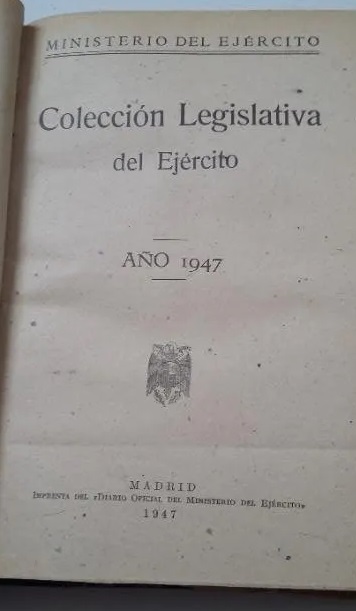 MINISTERIO DEL EJÉRCITO
Colección Legislativa
del Ejército
AÑO 1947
MADRID
IMPRENTA DEL «DIARIO OFICIAL DEL MINISTERIO DEL EJÉRCITO»
1947